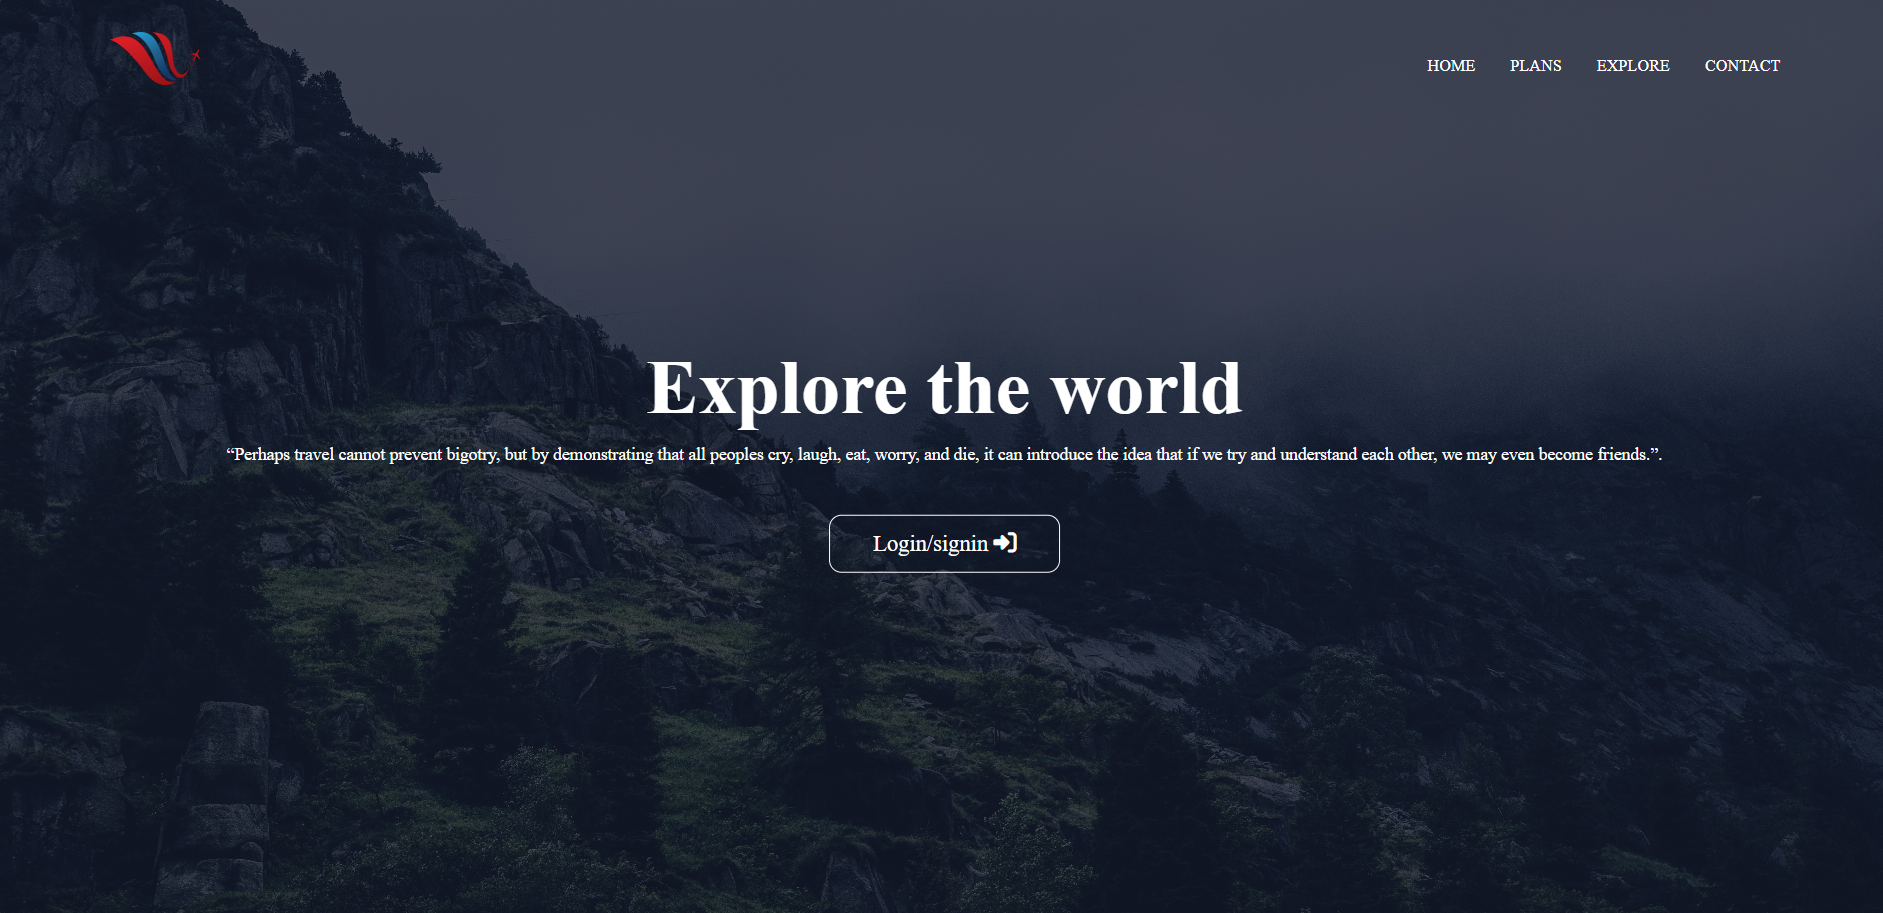 HOME PLANS EXPLORE CONTACT
Explore the world
“Perhaps travel cannot prevent bigotry, but by demonstrating that all peoples cry, laugh, eat, worry, and die, it can introduce the idea that if we try and understand each other, we may even become friends.”.
Login/signin